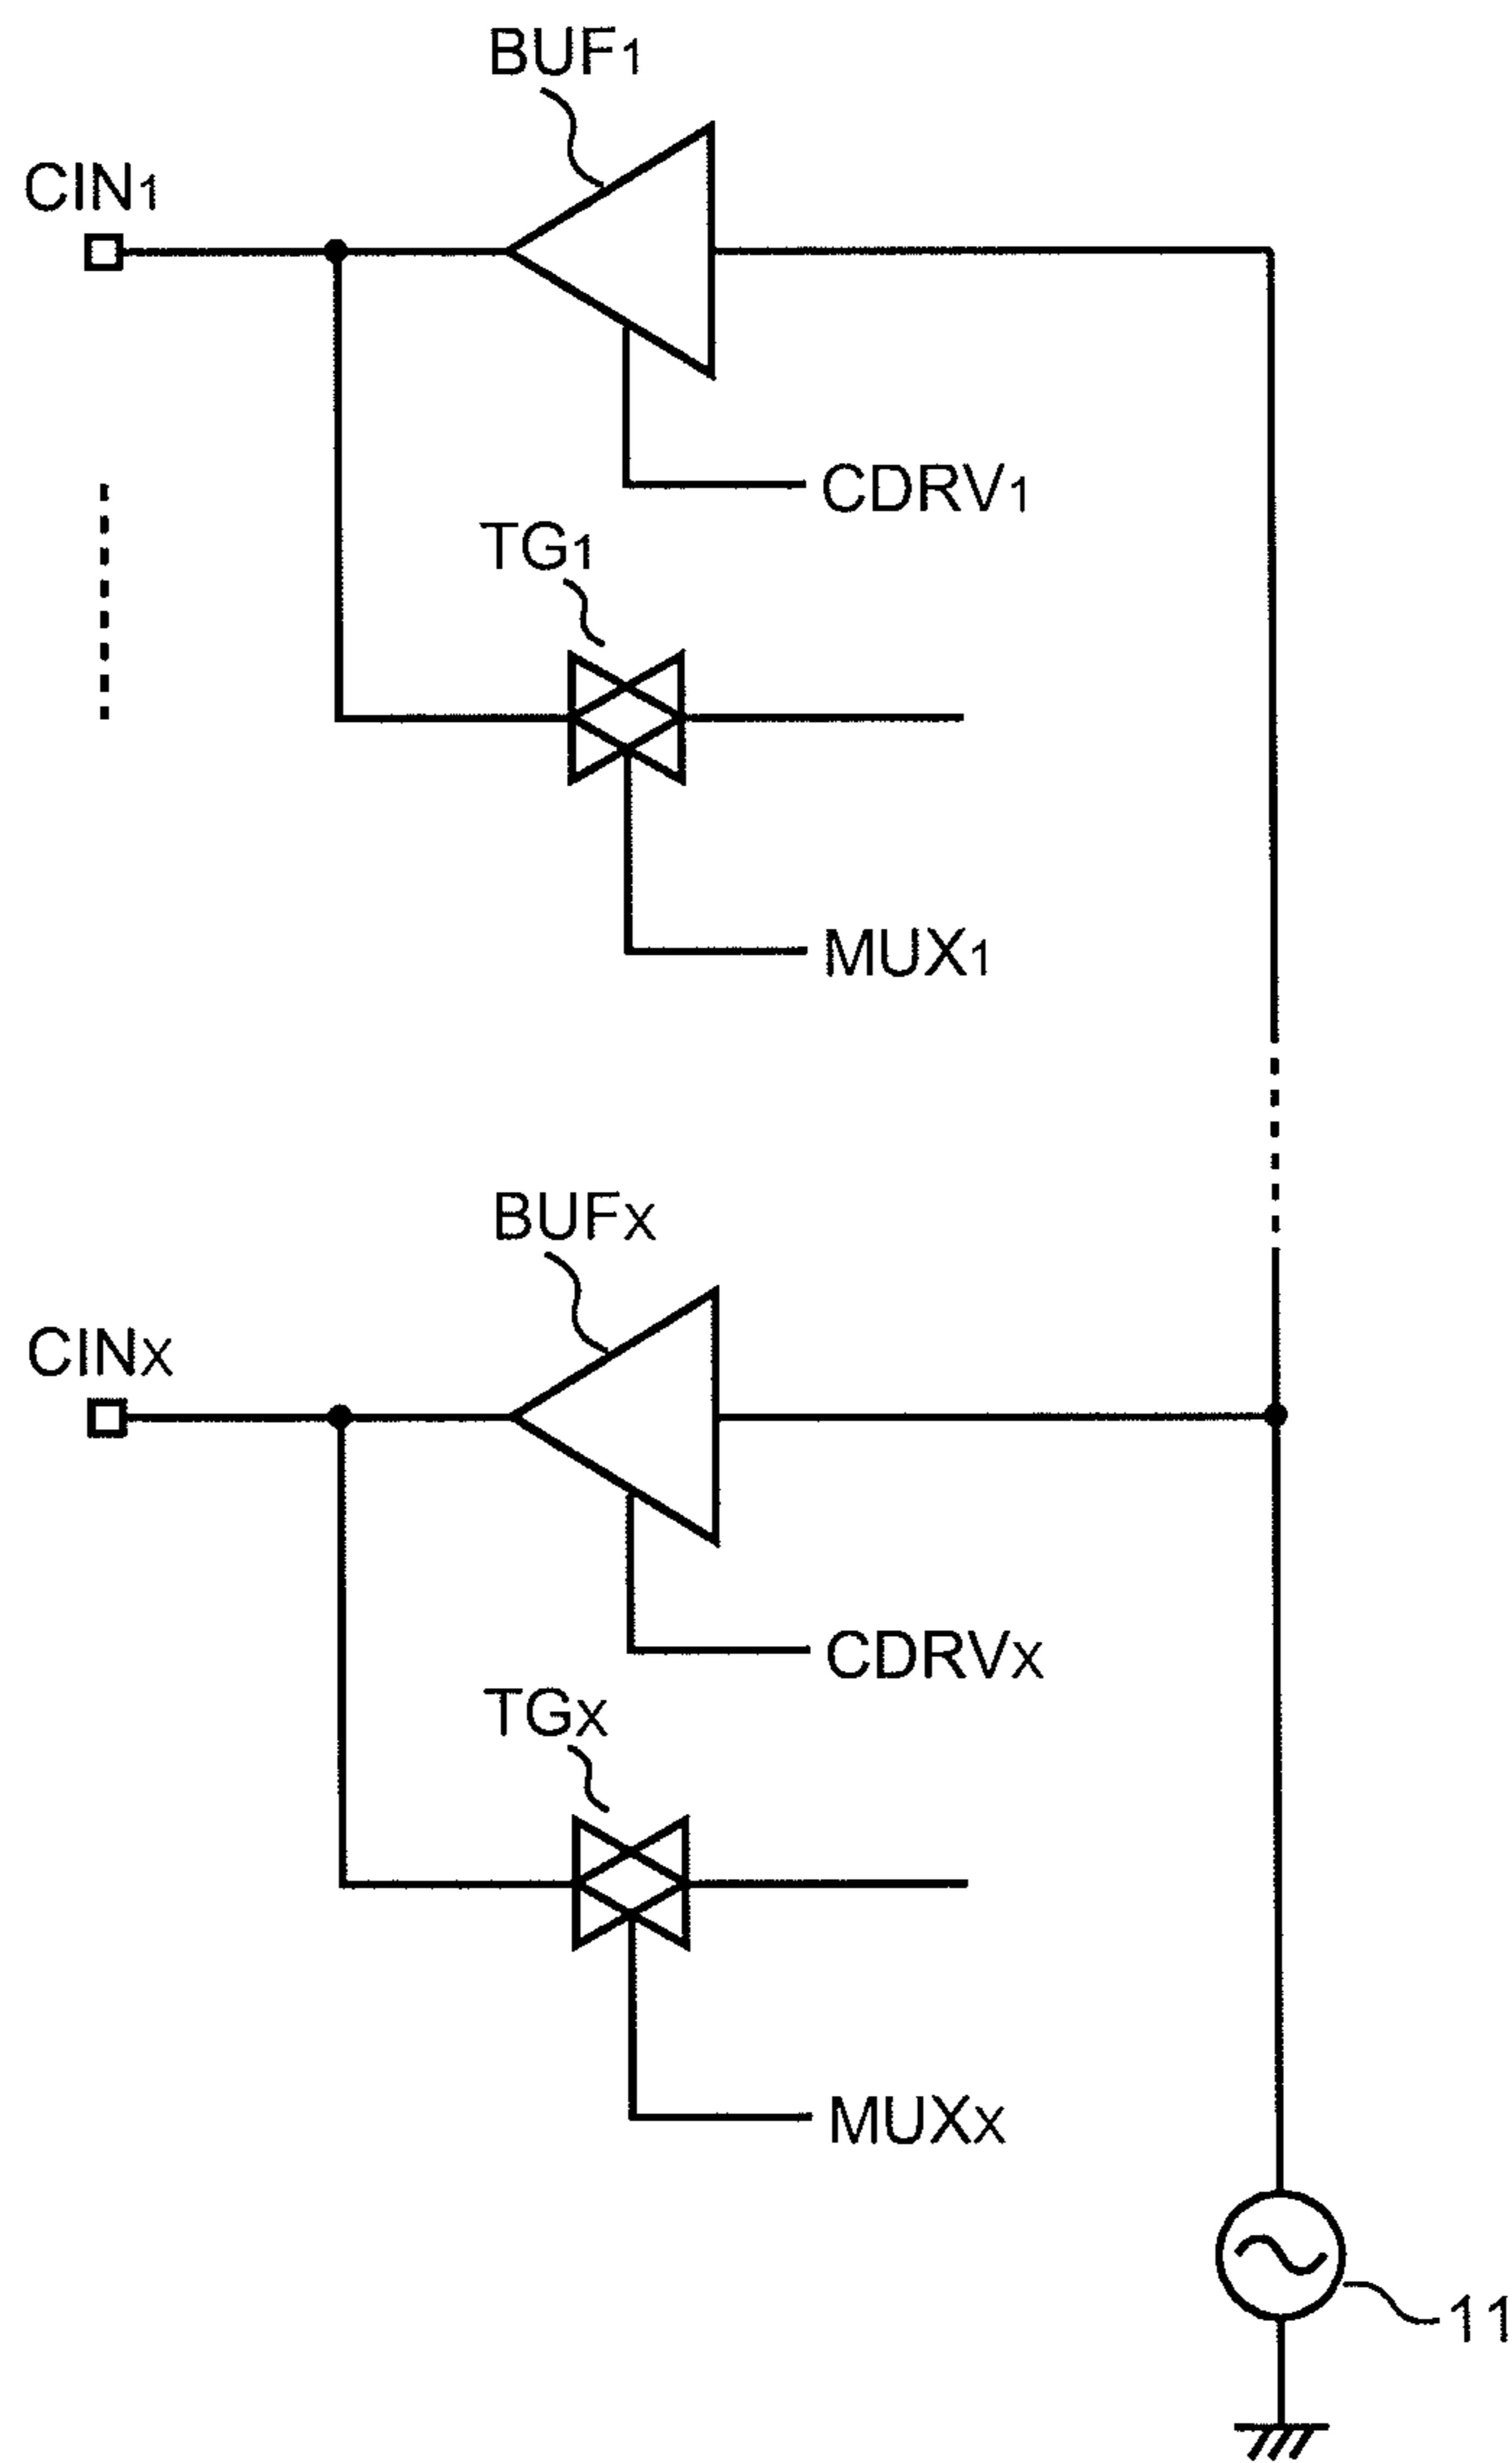 BUF1
CIN1
CDRV1
TG1
MUX1
BUFX
CINX
CDRVX
TGX
MUXX
11